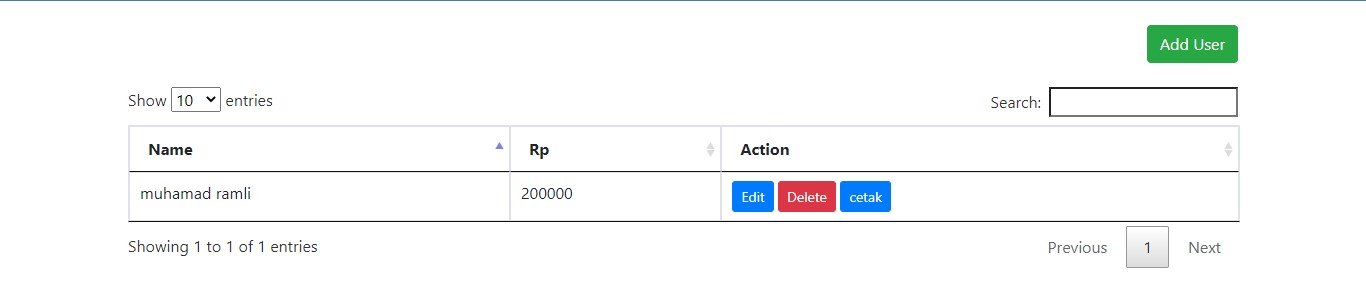 Add User
Show 10 entries Search:
Name Rp Action
muhamad ramli 200000 Edit Delete cetak
Showing 1 to 1 of 1 entries Previous 1 Next